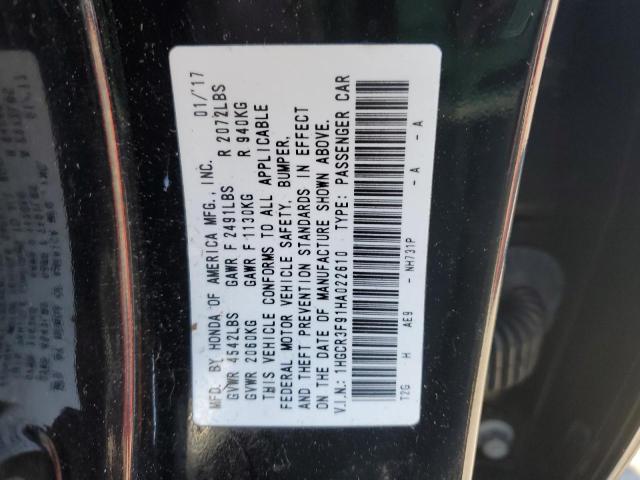 MFD. BY HONDA OF AMERICA MFG., INC. 01/17
GVWR 4542LBS GAWR F 2491LBS R 2072LBS
GVWR 2060KG GAWR F 1130KG R 940KG
THIS VEHICLE CONFORMS TO ALL APPLICABLE
FEDERAL MOTOR VEHICLE SAFETY, BUMPER,
AND THEFT PREVENTION STANDARDS IN EFFECT
ON THE DATE OF MANUFACTURE SHOWN ABOVE.
V.I.N.: 1HGCR3F91HA022610 TYPE: PASSENGER CAR
T2G H AE9 - NH731P - A - A